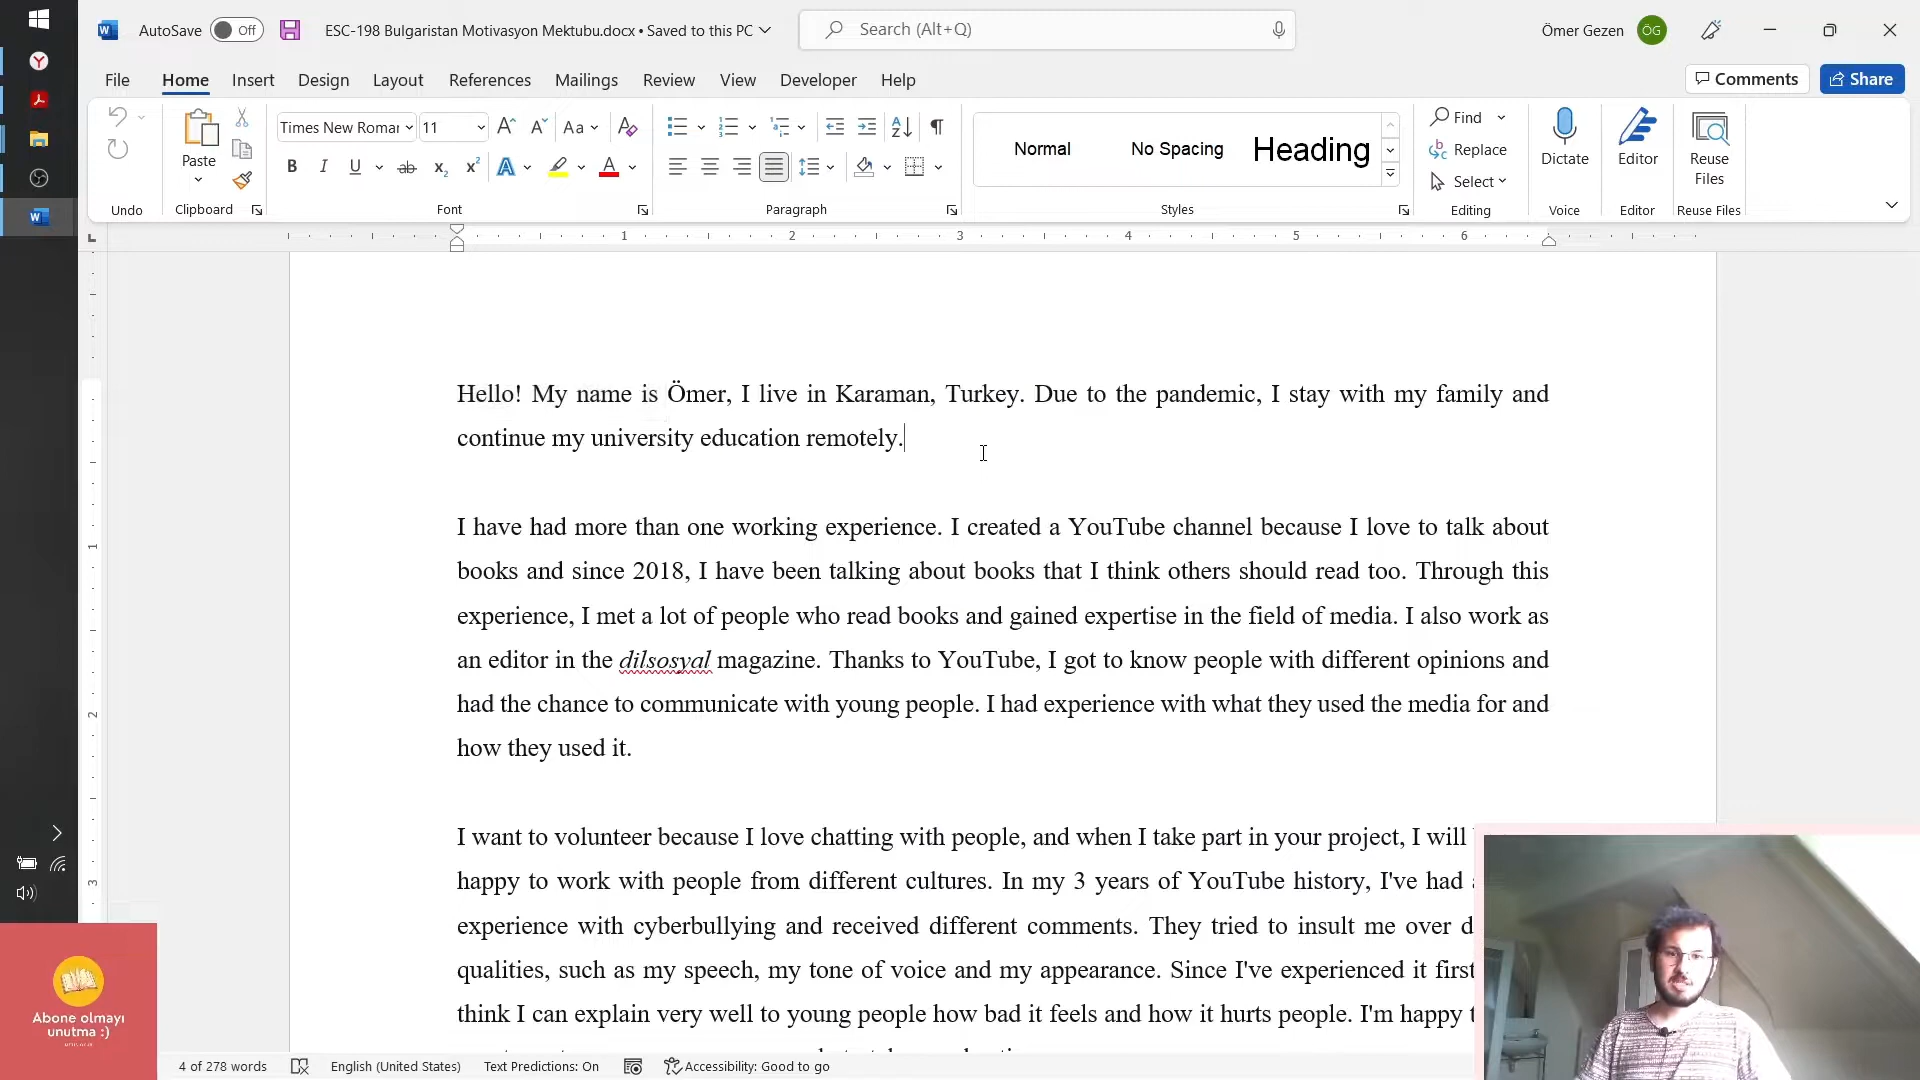 AutoSave Off ESC-198 Bulgaristan Motivasyon Mektubu.docx • Saved to this PC Search (Alt+Q) Ömer Gezen ÖG
File Home Insert Design Layout References Mailings Review View Developer Help Comments Share
Times New Roman 11 Aa
Paste
Normal No Spacing Heading
Find
Replace
Select
Dictate Editor Reuse Files
Undo Clipboard Font Paragraph Styles Editing Voice Editor Reuse Files
1 2 3 4 5 6
Hello! My name is Ömer, I live in Karaman, Turkey. Due to the pandemic, I stay with my family and
continue my university education remotely.
I have had more than one working experience. I created a YouTube channel because I love to talk about
books and since 2018, I have been talking about books that I think others should read too. Through this
experience, I met a lot of people who read books and gained expertise in the field of media. I also work as
an editor in the dilsosyal magazine. Thanks to YouTube, I got to know people with different opinions and
had the chance to communicate with young people. I had experience with what they used the media for and
how they used it.
I want to volunteer because I love chatting with people, and when I take part in your project, I will
happy to work with people from different cultures. In my 3 years of YouTube history, I've had
experience with cyberbullying and received different comments. They tried to insult me over
qualities, such as my speech, my tone of voice and my appearance. Since I've experienced it first
think I can explain very well to young people how bad it feels and how it hurts people. I'm happy
1
2
3
Abone olmayı
unutma :)
4 of 278 words English (United States) Text Predictions: On Accessibility: Good to go